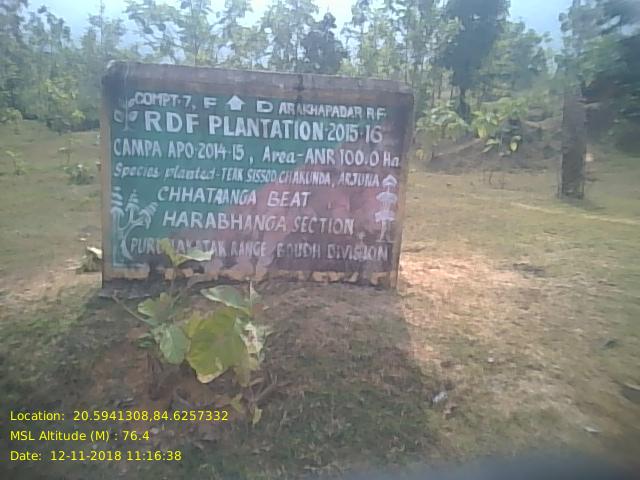 COMPT-7, F D ARAKHAPADAR RF
RDF PLANTATION-2015-16
CAMPA APO-2014-15, Area-ANR 100.0 Ha
Species planted-TEAK SISSOO, CHAKUNDA, ARJUNA
CHHATRANGA BEAT
HARABHANGA SECTION
PURUNAKATAK RANGE, BOUDH DIVISION
Location: 20.5941308,84.6257332
MSL Altitude (M) : 76.4
Date: 12-11-2018 11:16:38